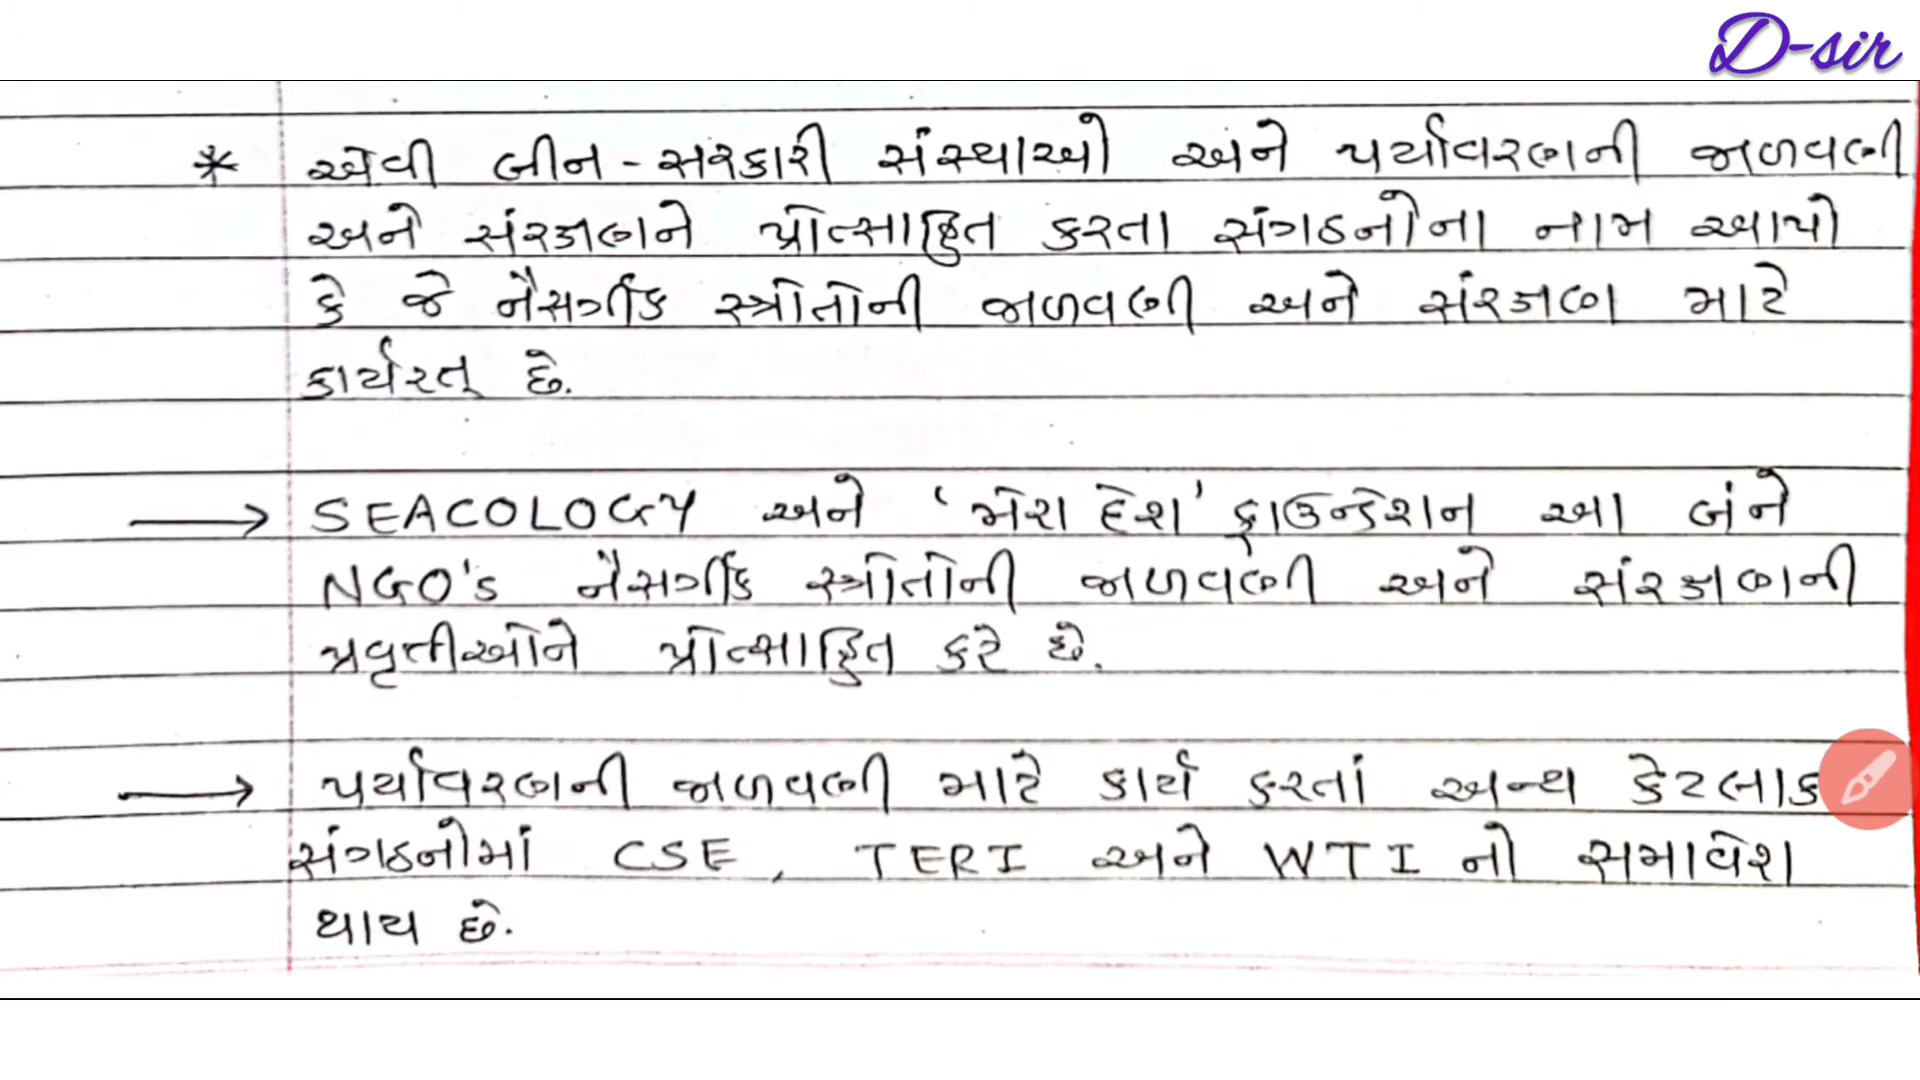 D-sir
* એવી બીન-સરકારી સંસ્થાઓ અને પર્યાવરણની જાળવણી
અને સંરક્ષણને પ્રોત્સાહિત કરતા સંગઠનોના નામ આપો
કે જે નૈસર્ગીક સ્ત્રોતોની જાળવણી અને સંરક્ષણ માટે
કાર્યરત્ છે.
→ SEACOLOGY અને 'મેરા દેશ' ફાઉન્ડેશન આ બંને
NGO's નૈસર્ગીક સ્ત્રોતોની જાળવણી અને સંરક્ષણની
પ્રવૃત્તીઓને પ્રોત્સાહિત કરે છે.
→ પર્યાવરણની જાળવણી માટે કાર્ય કરતાં અન્ય કેટલાક
સંગઠનોમાં CSE, TERI અને WTI નો સમાવેશ
થાય છે.